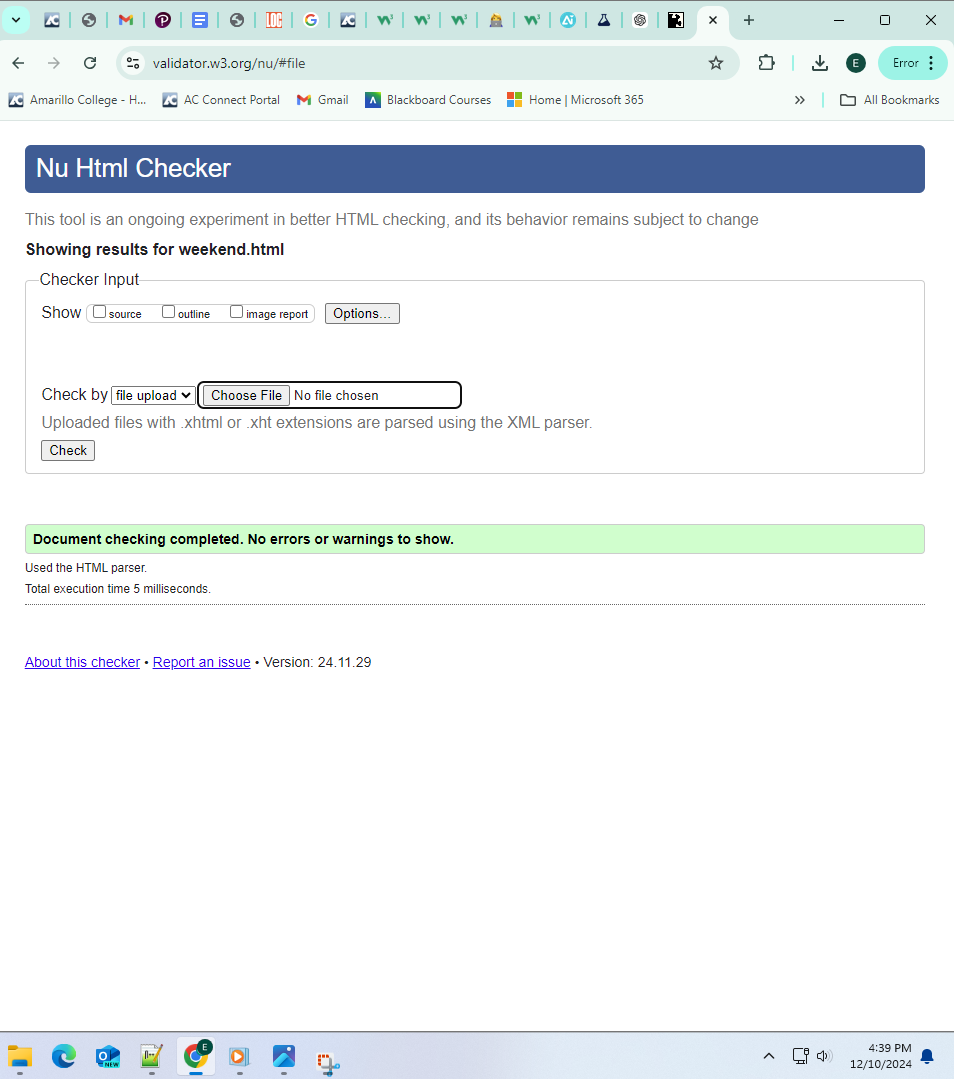 validator.w3.org/nu/#file
E
Error
Amarillo College - H...
AC Connect Portal
Gmail
Blackboard Courses
Home | Microsoft 365
All Bookmarks
Nu Html Checker
This tool is an ongoing experiment in better HTML checking, and its behavior remains subject to change
Showing results for weekend.html
Checker Input
Show source outline image report Options...
Check by file upload Choose File No file chosen
Uploaded files with .xhtml or .xht extensions are parsed using the XML parser.
Check
Document checking completed. No errors or warnings to show.
Used the HTML parser.
Total execution time 5 milliseconds.
About this checker • Report an issue • Version: 24.11.29
4:39 PM
12/10/2024